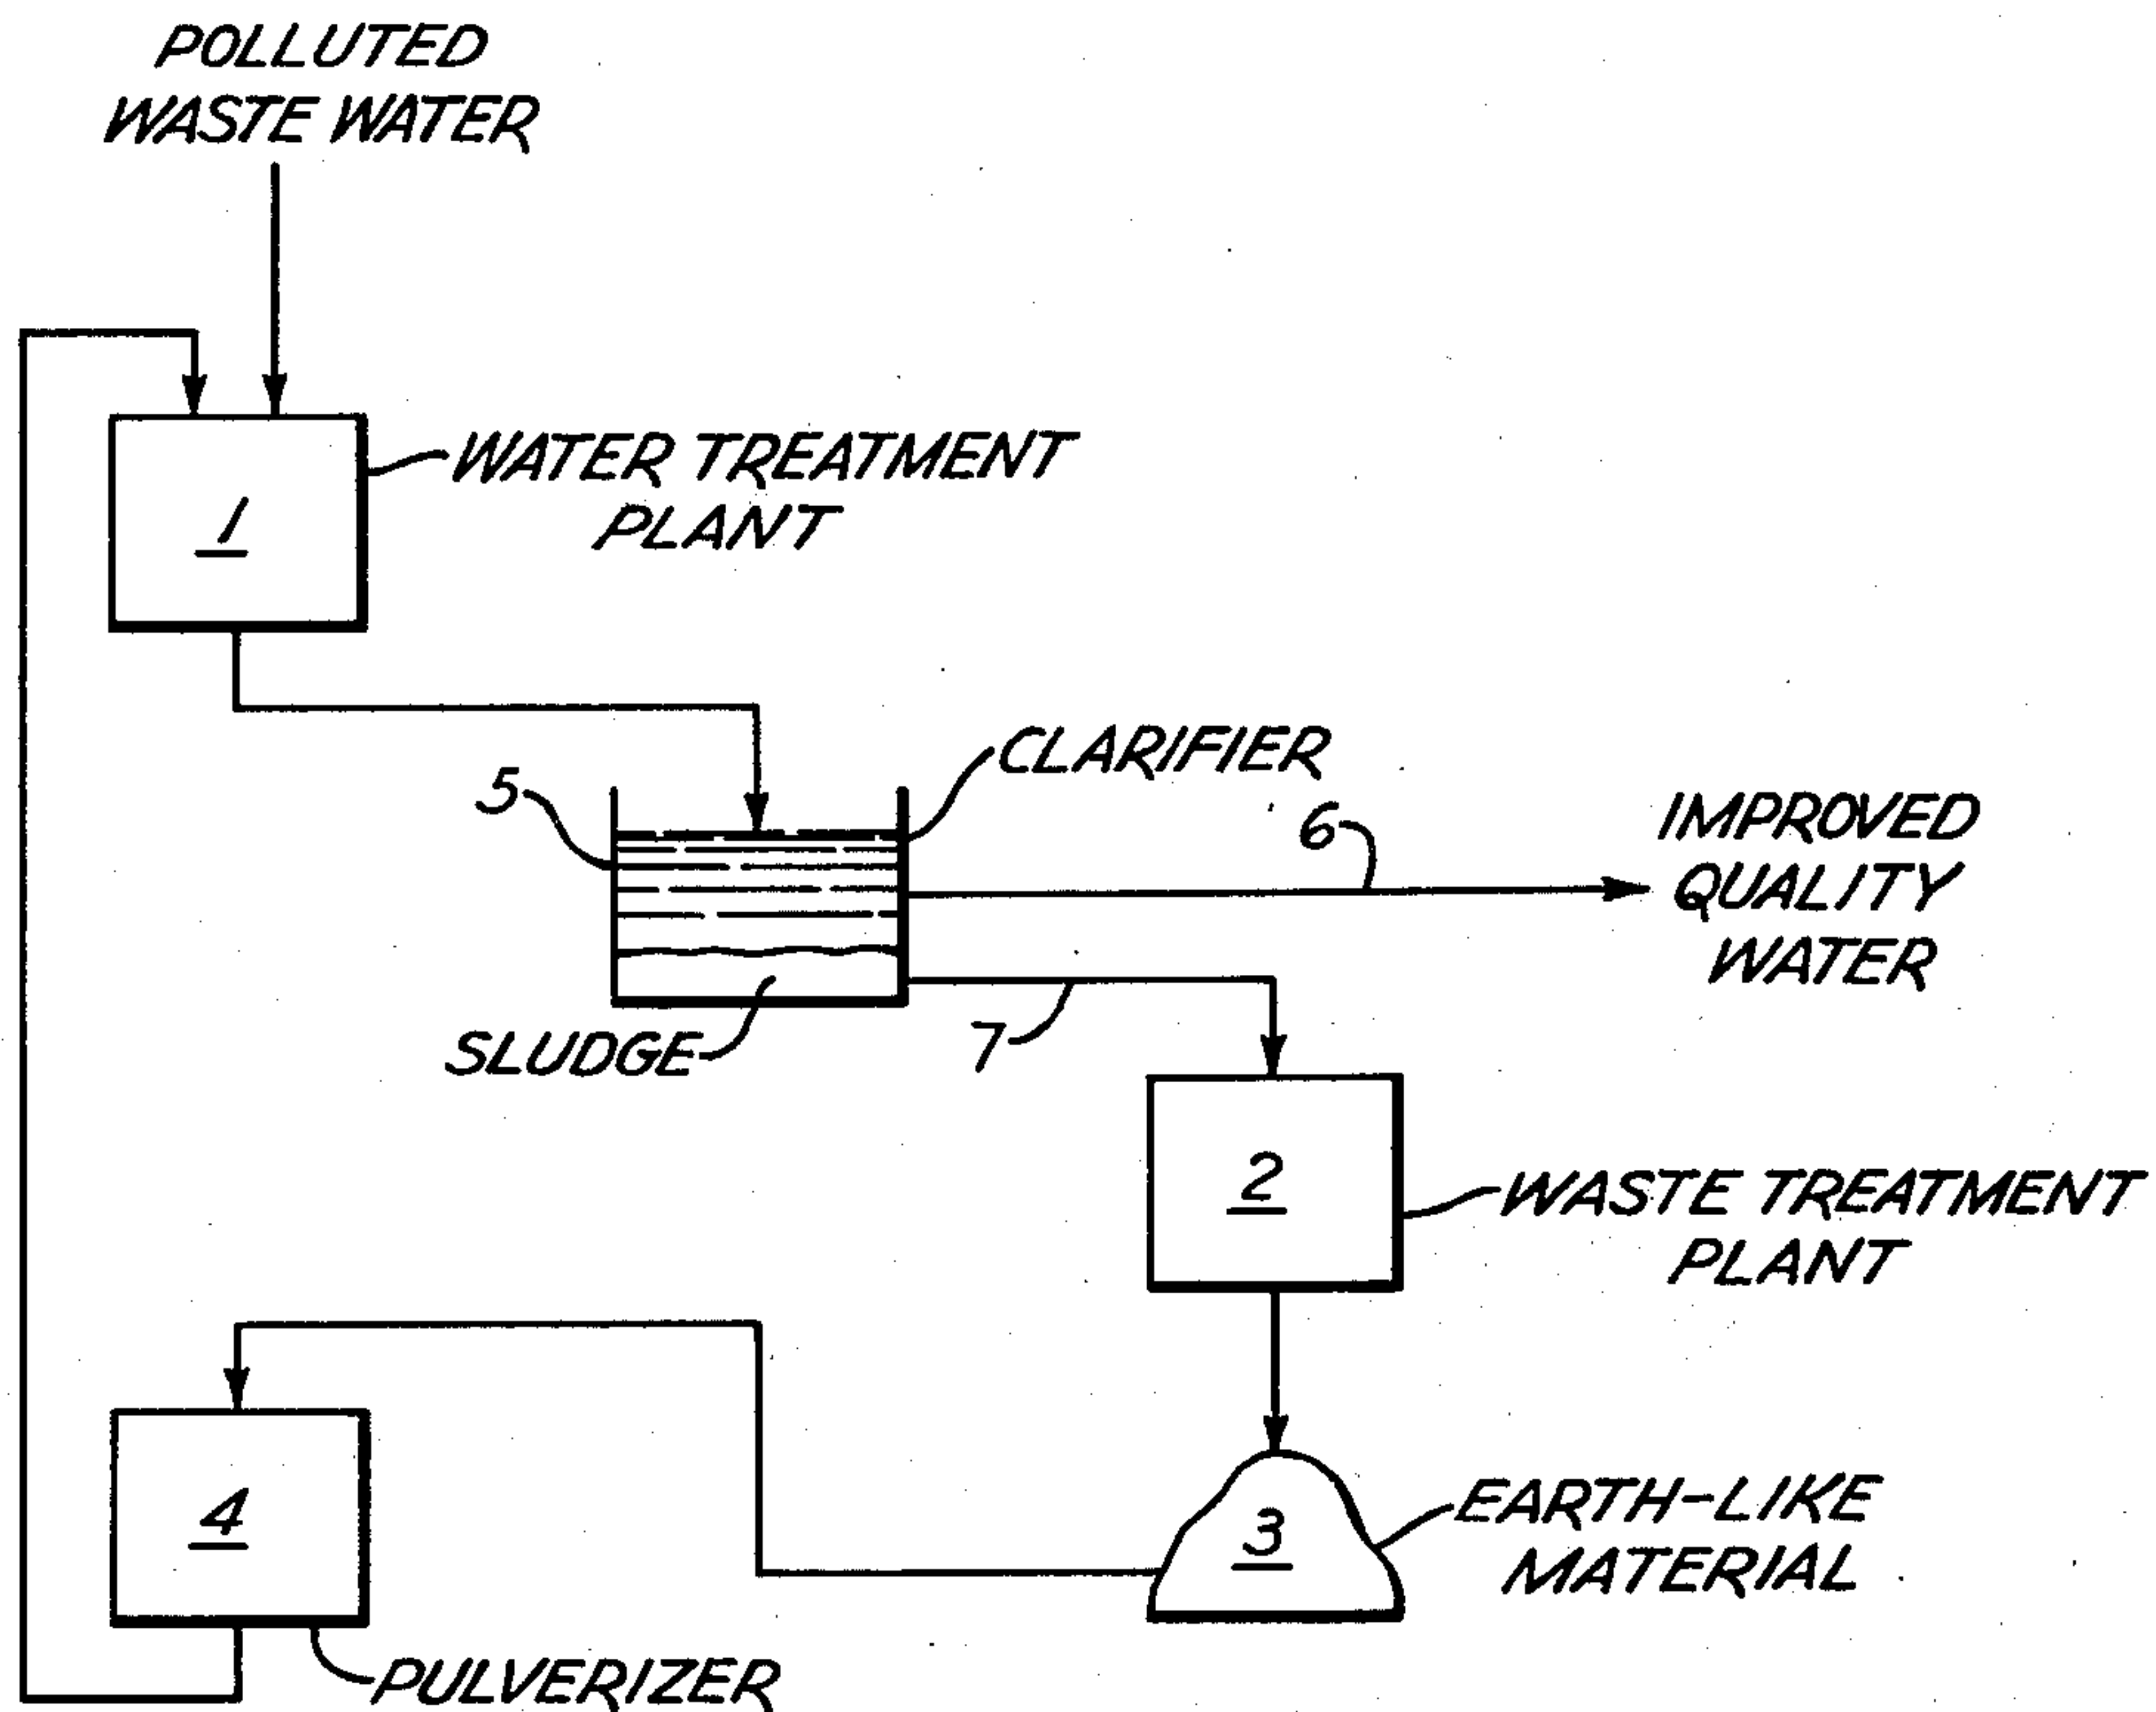 POLLUTED
WASTE WATER
WATER TREATMENT
PLANT
1
CLARIFIER
5
6
IMPROVED
QUALITY
WATER
SLUDGE
7
2
WASTE TREATMENT
PLANT
4
3
EARTH-LIKE
MATERIAL
PULVERIZER